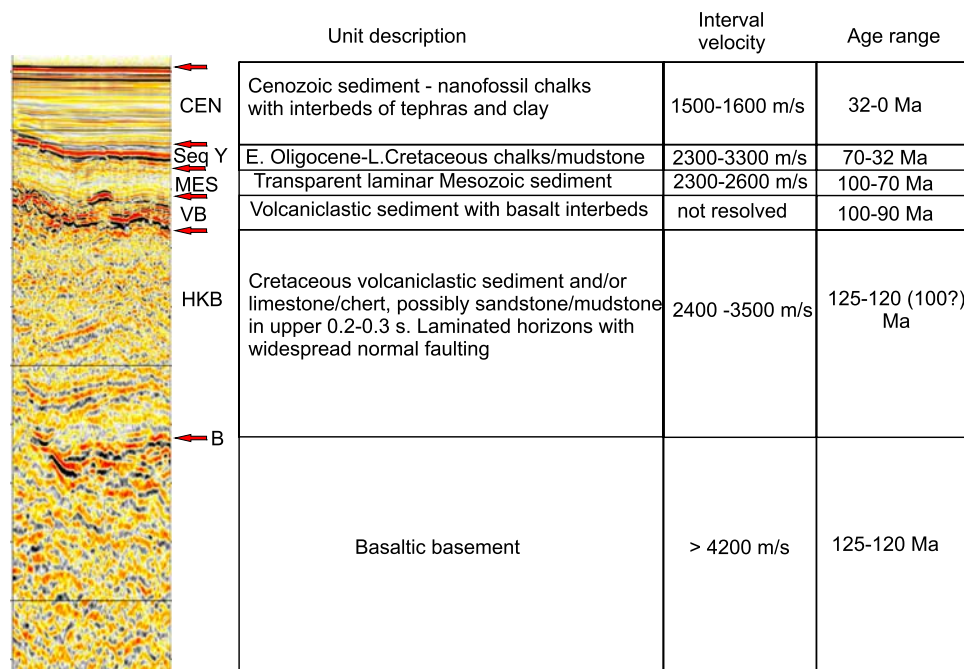 Unit description
Interval
velocity
Age range
CEN
Cenozoic sediment - nanofossil chalks
with interbeds of tephras and clay
1500-1600 m/s
32-0 Ma
Seq Y
E. Oligocene-L.Cretaceous chalks/mudstone
2300-3300 m/s
70-32 Ma
MES
Transparent laminar Mesozoic sediment
2300-2600 m/s
100-70 Ma
VB
Volcaniclastic sediment with basalt interbeds
not resolved
100-90 Ma
HKB
Cretaceous volcaniclastic sediment and/or
limestone/chert, possibly sandstone/mudstone
in upper 0.2-0.3 s. Laminated horizons with
widespread normal faulting
2400 -3500 m/s
125-120 (100?)
Ma
B
Basaltic basement
> 4200 m/s
125-120 Ma